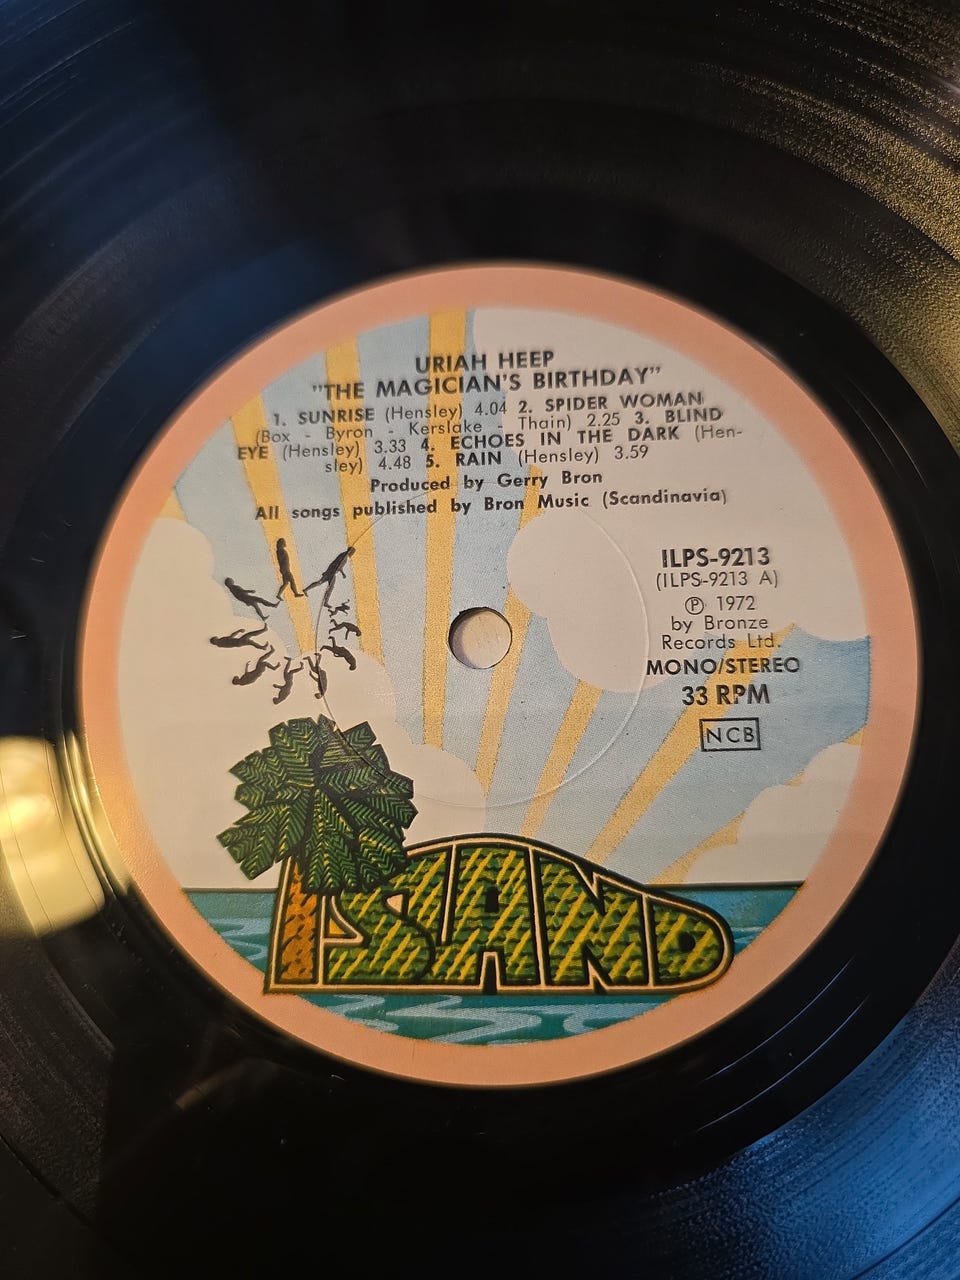 URIAH HEEP
"THE MAGICIAN'S BIRTHDAY"
1. SUNRISE (Hensley) 4.04 2. SPIDER WOMAN
(Box - Byron - Kerslake - Thain) 2.25 3. BLIND
EYE (Hensley) 3.33 4. ECHOES IN THE DARK (Hen-
sley) 4.48 5. RAIN (Hensley) 3.59
Produced by Gerry Bron
All songs published by Bron Music (Scandinavia)
ILPS-9213
(ILPS-9213 A)
Ⓟ 1972
by Bronze
Records Ltd.
MONO/STEREO
33 RPM
NCB
ISLAND